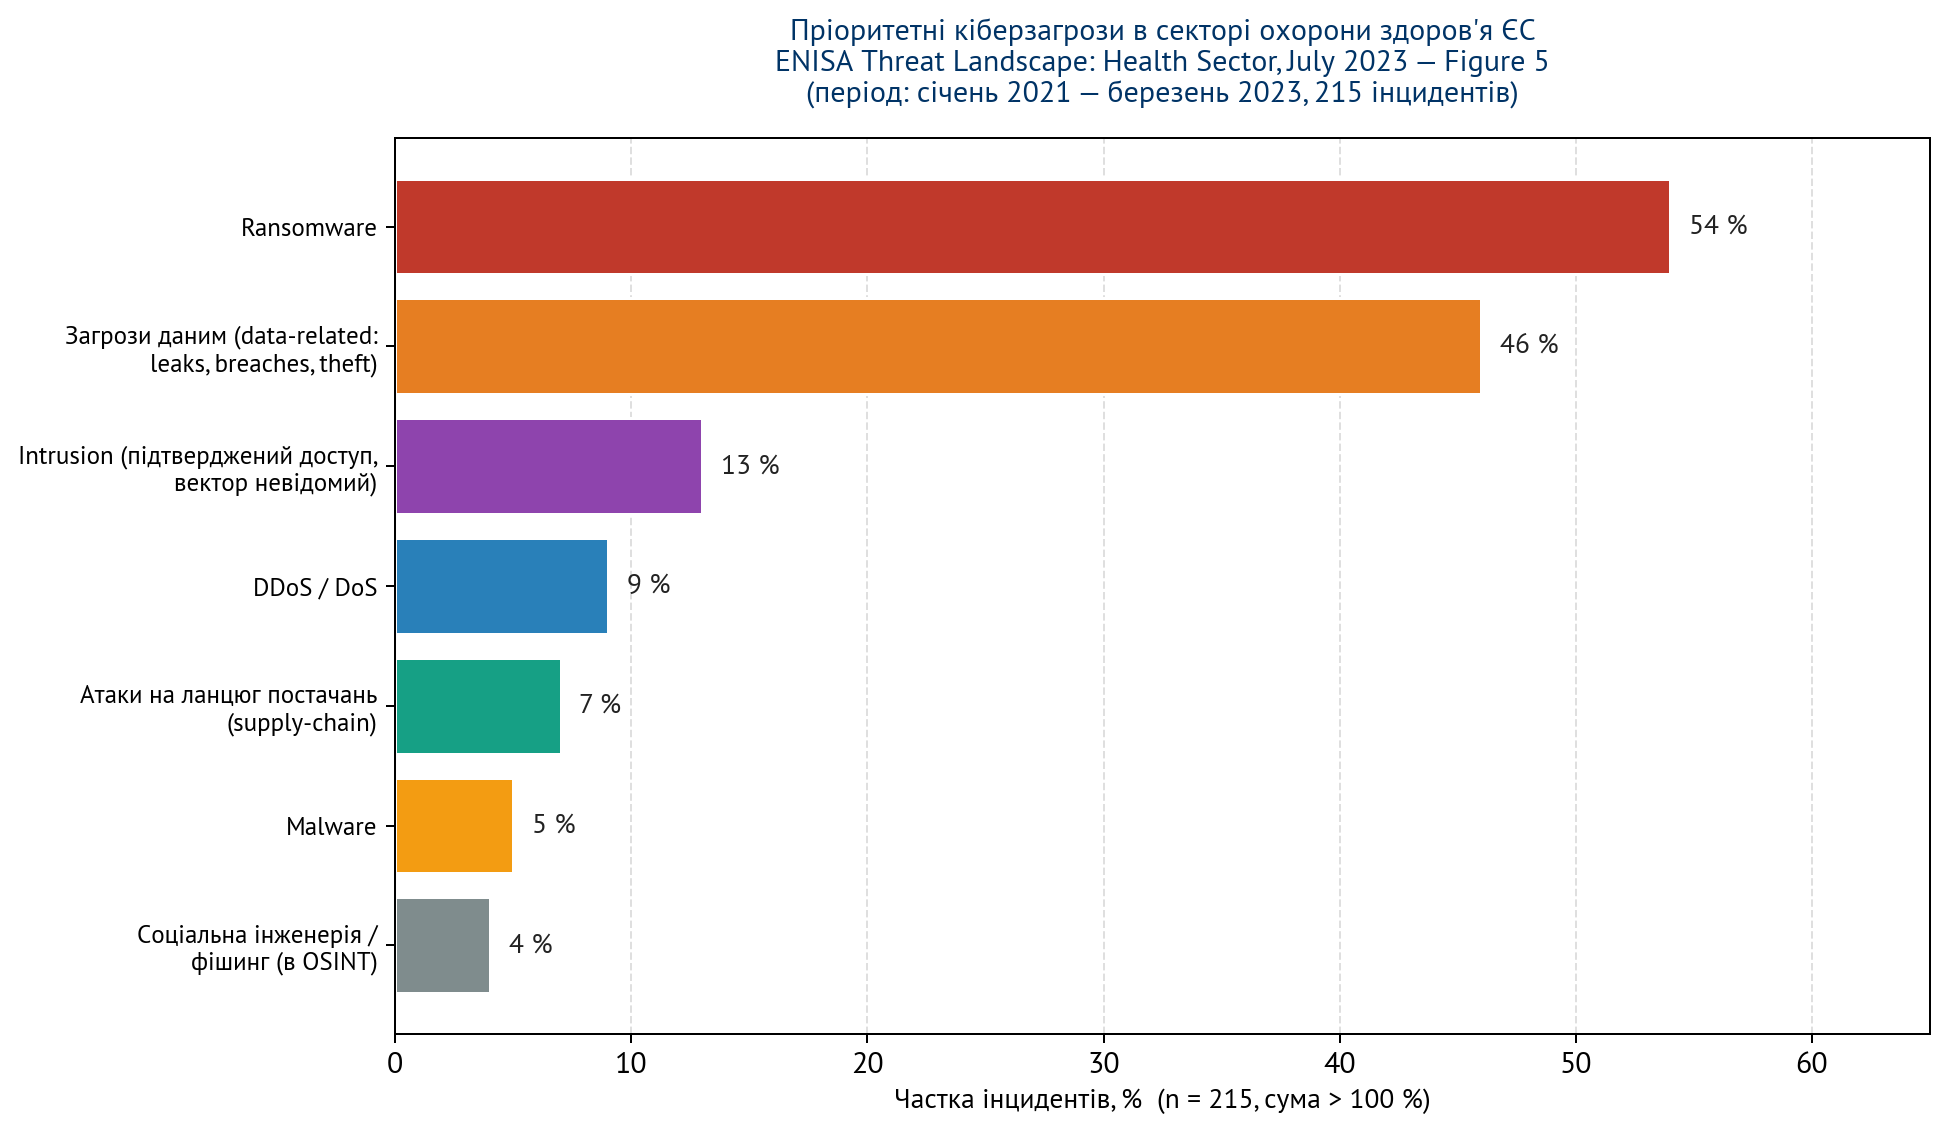 Пріоритетні кіберзагрози в секторі охорони здоров'я ЄС
ENISA Threat Landscape: Health Sector, July 2023 — Figure 5
(період: січень 2021 — березень 2023, 215 інцидентів)
Ransomware
54 %
Загрози даним (data-related:
leaks, breaches, theft)
46 %
Intrusion (підтверджений доступ,
вектор невідомий)
13 %
DDoS / DoS
9 %
Атаки на ланцюг постачань
(supply-chain)
7 %
Malware
5 %
Соціальна інженерія /
фішинг (в OSINT)
4 %
0 10 20 30 40 50 60
Частка інцидентів, % (n = 215, сума > 100 %)